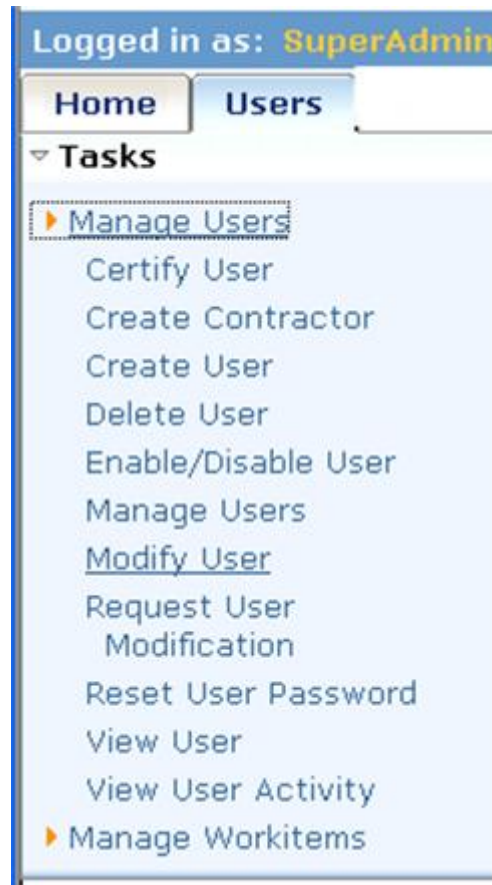 Logged in as: SuperAdmin
Home Users
Tasks
Manage Users
Certify User
Create Contractor
Create User
Delete User
Enable/Disable User
Manage Users
Modify User
Request User
Modification
Reset User Password
View User
View User Activity
Manage Workitems